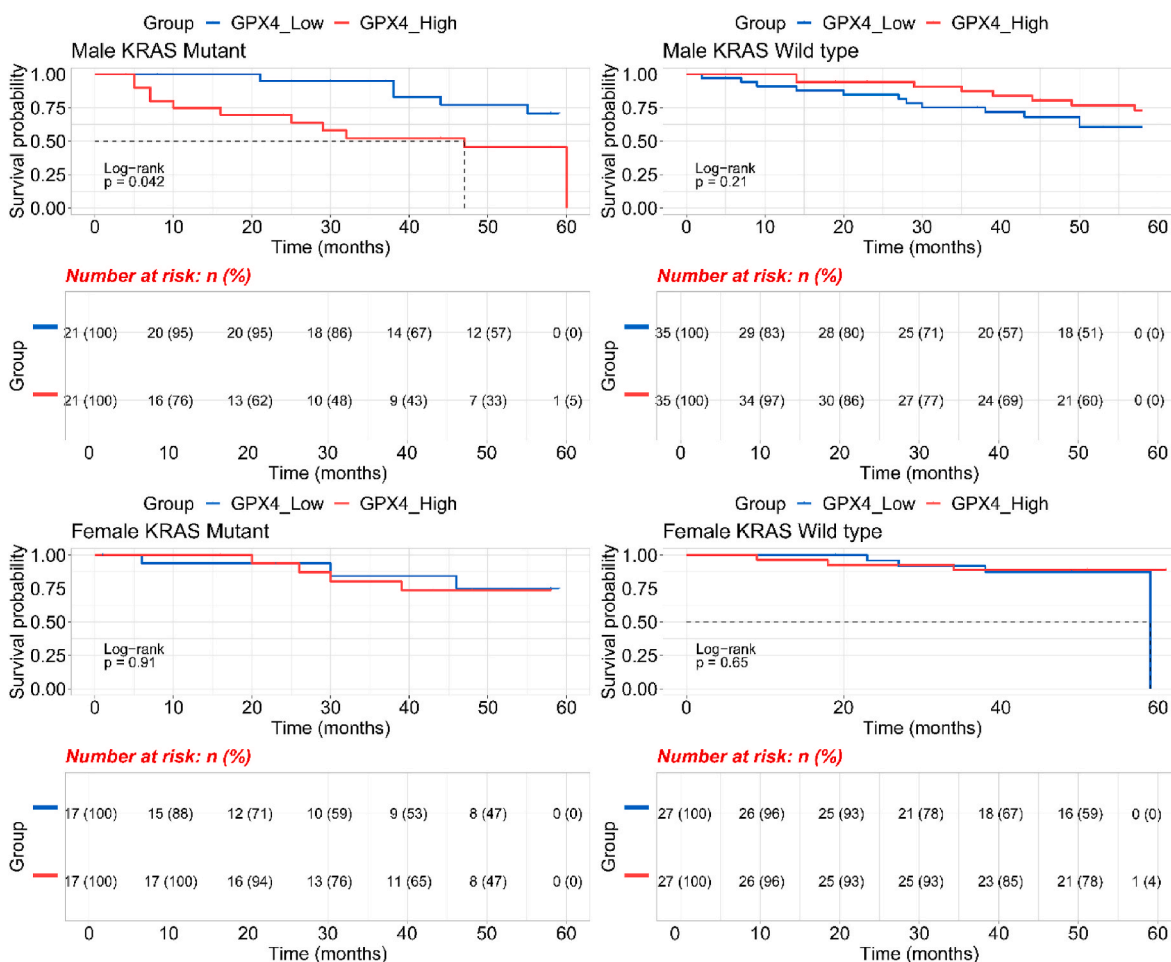 Group GPX4_Low GPX4_High
Male KRAS Mutant
Survival probability
1.00
0.75
0.50
0.25
0.00
Log-rank
p = 0.042
0 10 20 30 40 50 60
Time (months)
Number at risk: n (%)
Group
21 (100) 20 (95) 20 (95) 18 (86) 14 (67) 12 (57) 0 (0)
21 (100) 16 (76) 13 (62) 10 (48) 9 (43) 7 (33) 1 (5)
0 10 20 30 40 50 60
Time (months)
Group GPX4_Low GPX4_High
Male KRAS Wild type
Survival probability
1.00
0.75
0.50
0.25
0.00
Log-rank
p = 0.21
0 10 20 30 40 50 60
Time (months)
Number at risk: n (%)
Group
35 (100) 29 (83) 28 (80) 25 (71) 20 (57) 18 (51) 0 (0)
35 (100) 34 (97) 30 (86) 27 (77) 24 (69) 21 (60) 0 (0)
0 10 20 30 40 50 60
Time (months)
Group GPX4_Low GPX4_High
Female KRAS Mutant
Survival probability
1.00
0.75
0.50
0.25
0.00
Log-rank
p = 0.91
0 10 20 30 40 50 60
Time (months)
Number at risk: n (%)
Group
17 (100) 15 (88) 12 (71) 10 (59) 9 (53) 8 (47) 0 (0)
17 (100) 17 (100) 16 (94) 13 (76) 11 (65) 8 (47) 0 (0)
0 10 20 30 40 50 60
Time (months)
Group GPX4_Low GPX4_High
Female KRAS Wild type
Survival probability
1.00
0.75
0.50
0.25
0.00
Log-rank
p = 0.65
0 20 40 60
Time (months)
Number at risk: n (%)
Group
27 (100) 26 (96) 25 (93) 21 (78) 18 (67) 16 (59) 0 (0)
27 (100) 26 (96) 25 (93) 25 (93) 23 (85) 21 (78) 1 (4)
0 10 20 30 40 50 60
Time (months)